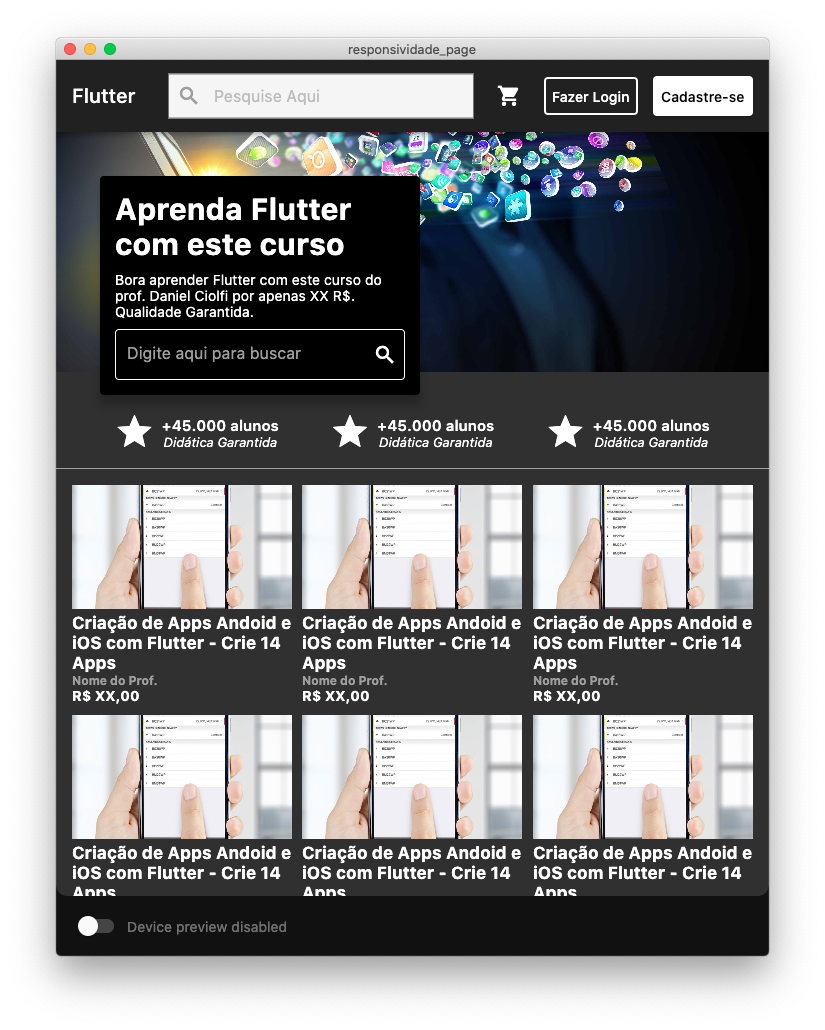 responsividade_page
Flutter
Pesquise Aqui
Fazer Login
Cadastre-se
Aprenda Flutter
com este curso
Bora aprender Flutter com este curso do
prof. Daniel Ciolfi por apenas XX R$.
Qualidade Garantida.
Digite aqui para buscar
+45.000 alunos
Didática Garantida
+45.000 alunos
Didática Garantida
+45.000 alunos
Didática Garantida
Criação de Apps Andoid e
iOS com Flutter - Crie 14
Apps
Nome do Prof.
R$ XX,00
Criação de Apps Andoid e
iOS com Flutter - Crie 14
Apps
Nome do Prof.
R$ XX,00
Criação de Apps Andoid e
iOS com Flutter - Crie 14
Apps
Nome do Prof.
R$ XX,00
Criação de Apps Andoid e
iOS com Flutter - Crie 14
Apps
Criação de Apps Andoid e
iOS com Flutter - Crie 14
Apps
Criação de Apps Andoid e
iOS com Flutter - Crie 14
Apps
Device preview disabled